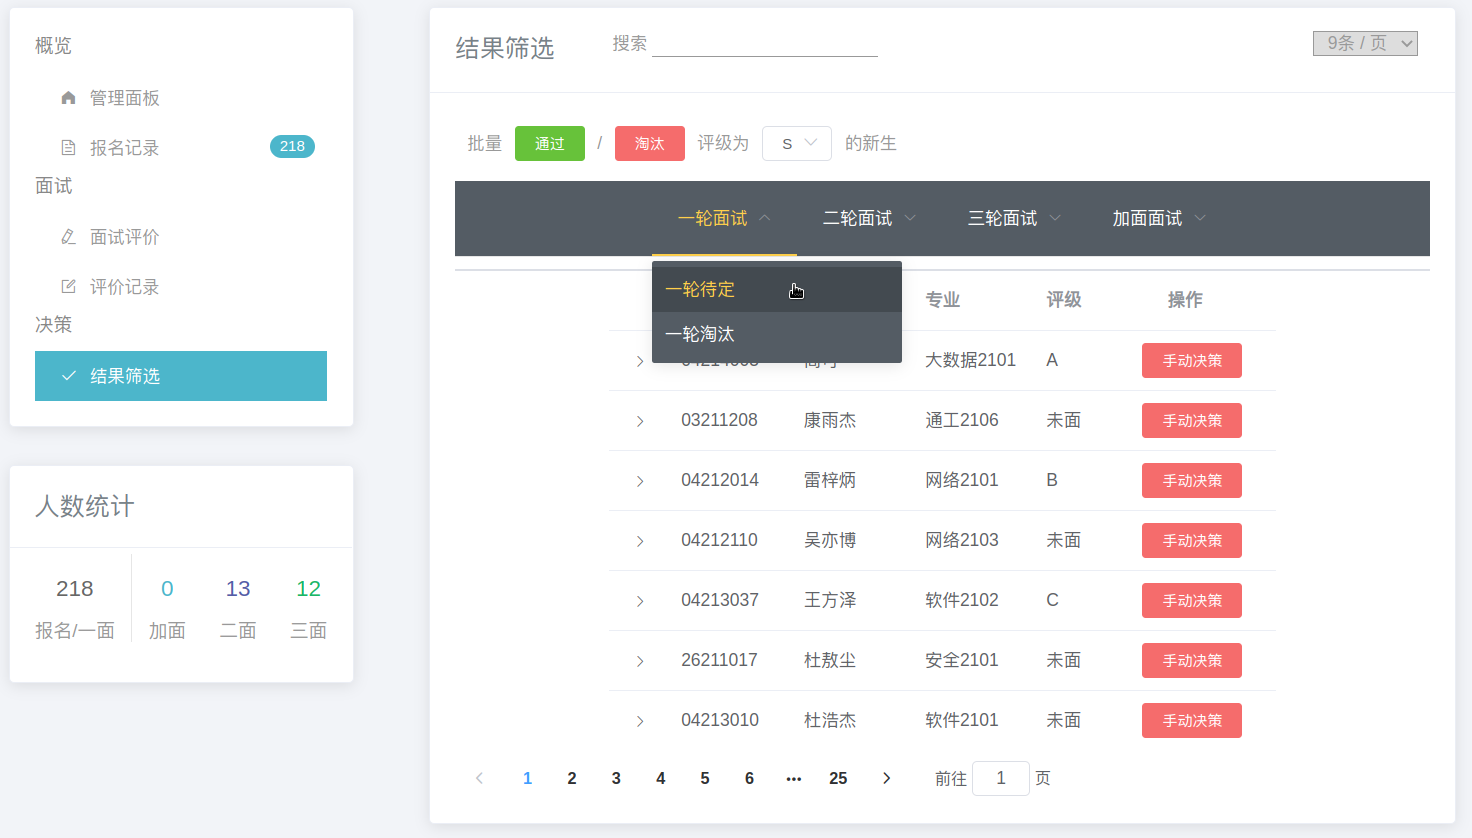 概览
管理面板
报名记录 218
面试
面试评价
评价记录
决策
结果筛选
人数统计
218 0 13 12
报名/一面 加面 二面 三面
结果筛选 搜索 9条 / 页
批量 通过 / 淘汰 评级为 S 的新生
一轮面试 二轮面试 三轮面试 加面面试
一轮待定
一轮淘汰
专业 评级 操作
大数据2101 A 手动决策
03211208 康雨杰 通工2106 未面 手动决策
04212014 雷梓炳 网络2101 B 手动决策
04212110 吴亦博 网络2103 未面 手动决策
04213037 王方泽 软件2102 C 手动决策
26211017 杜敖尘 安全2101 未面 手动决策
04213010 杜浩杰 软件2101 未面 手动决策
1 2 3 4 5 6 ••• 25 前往 1 页